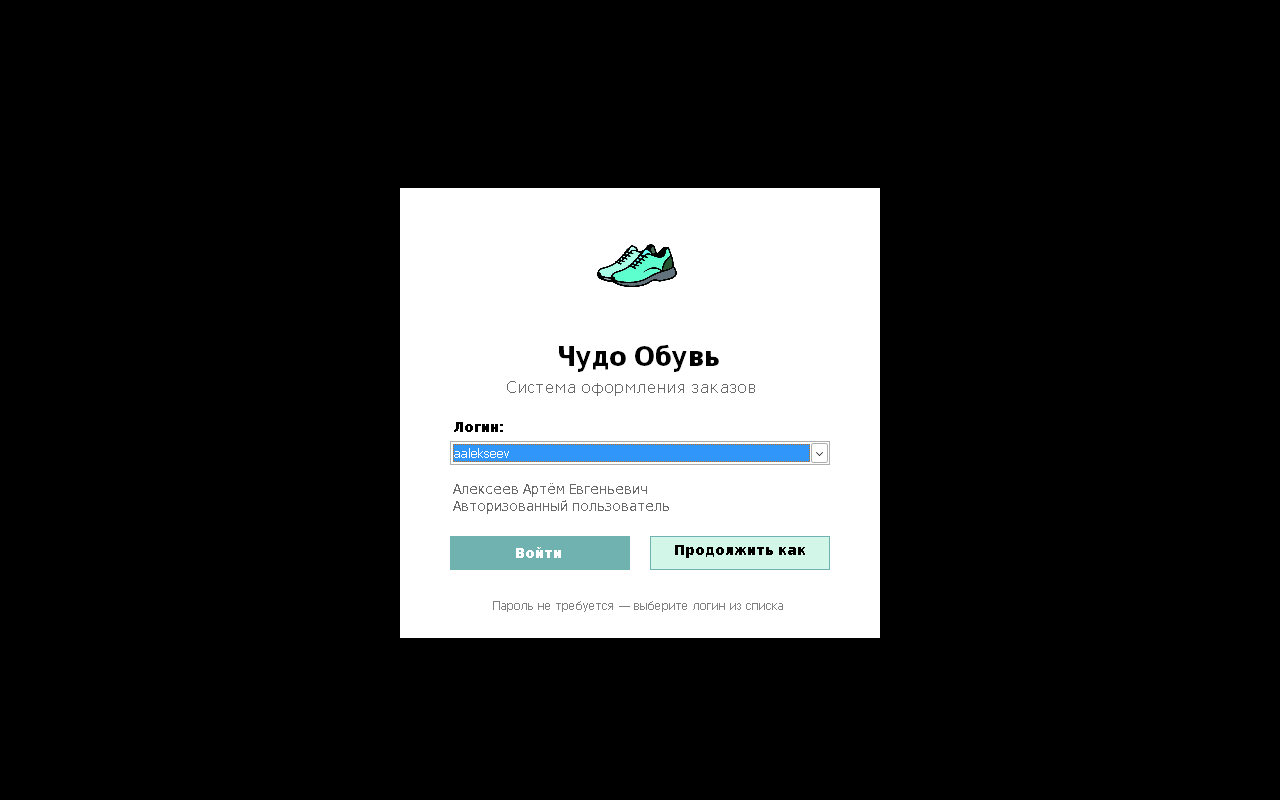 Чудо Обувь
Система оформления заказов
Логин:
aalekseev
Алексеев Артём Евгеньевич
Авторизованный пользователь
Войти
Продолжить как
Пароль не требуется — выберите логин из списка